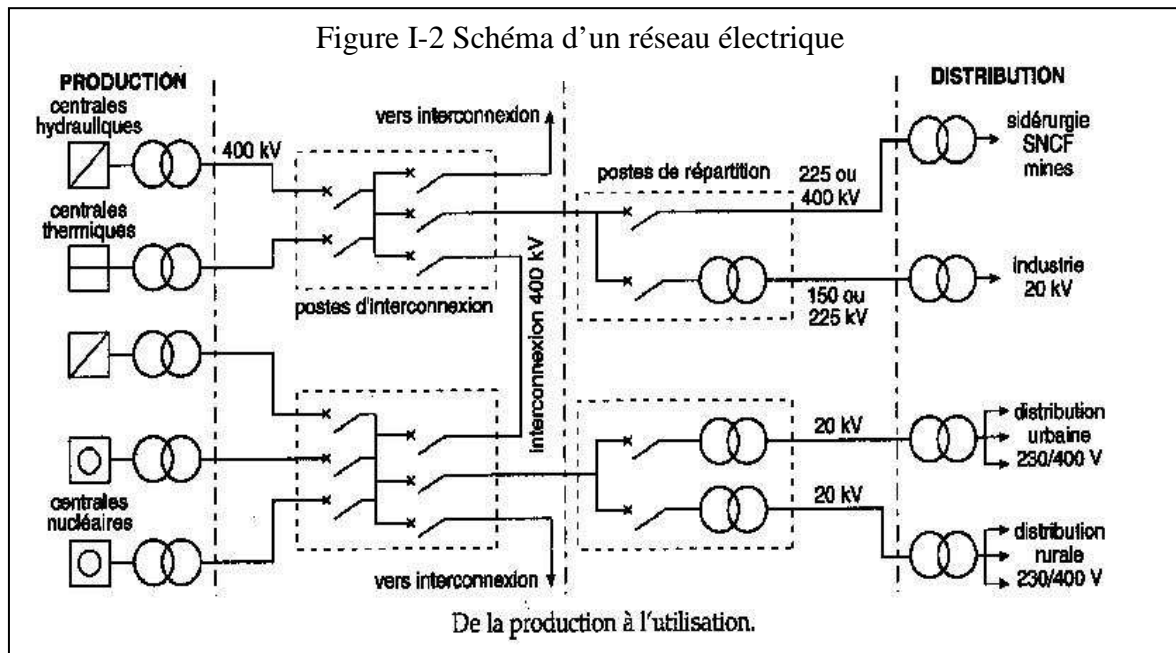 Figure I-2 Schéma d’un réseau électrique
PRODUCTION
DISTRIBUTION
centrales
hydrauliques
400 kV
vers interconnexion
postes de répartition
225 ou
400 kV
sidérurgie
SNCF
mines
centrales
thermiques
postes d'interconnexion
interconnexion 400 kV
150 ou
225 kV
industrie
20 kV
20 kV
distribution
urbaine
230/400 V
centrales
nucléaires
20 kV
distribution
rurale
230/400 V
vers interconnexion
De la production à l’utilisation.